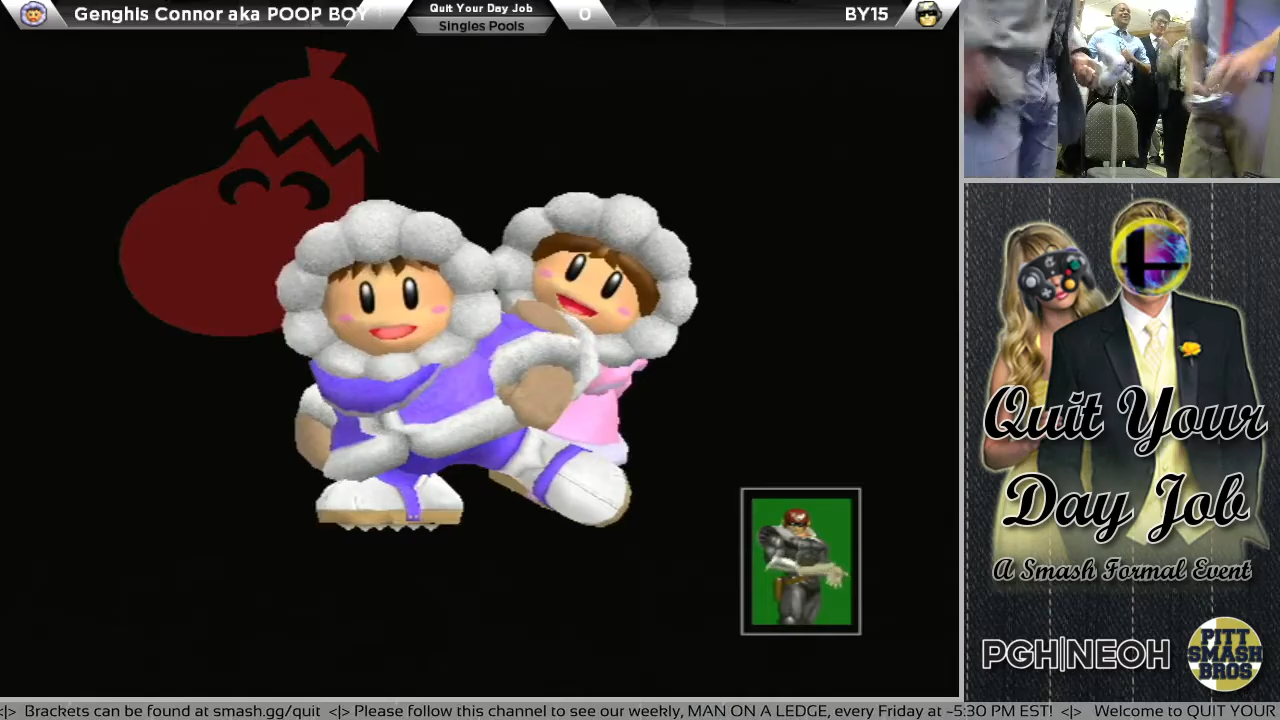 Genghis Connor aka POOP BOY
Quit Your Day Job
Singles Pools
0
BY15
Quit Your
Day Job
A Smash Formal Event
PGH|NEOH
PITT
SMASH
BROS
<|> Brackets can be found at smash.gg/quit <|> Please follow this channel to see our weekly, MAN ON A LEDGE, every Friday at ~5:30 PM EST! <|> Welcome to QUIT YOUR